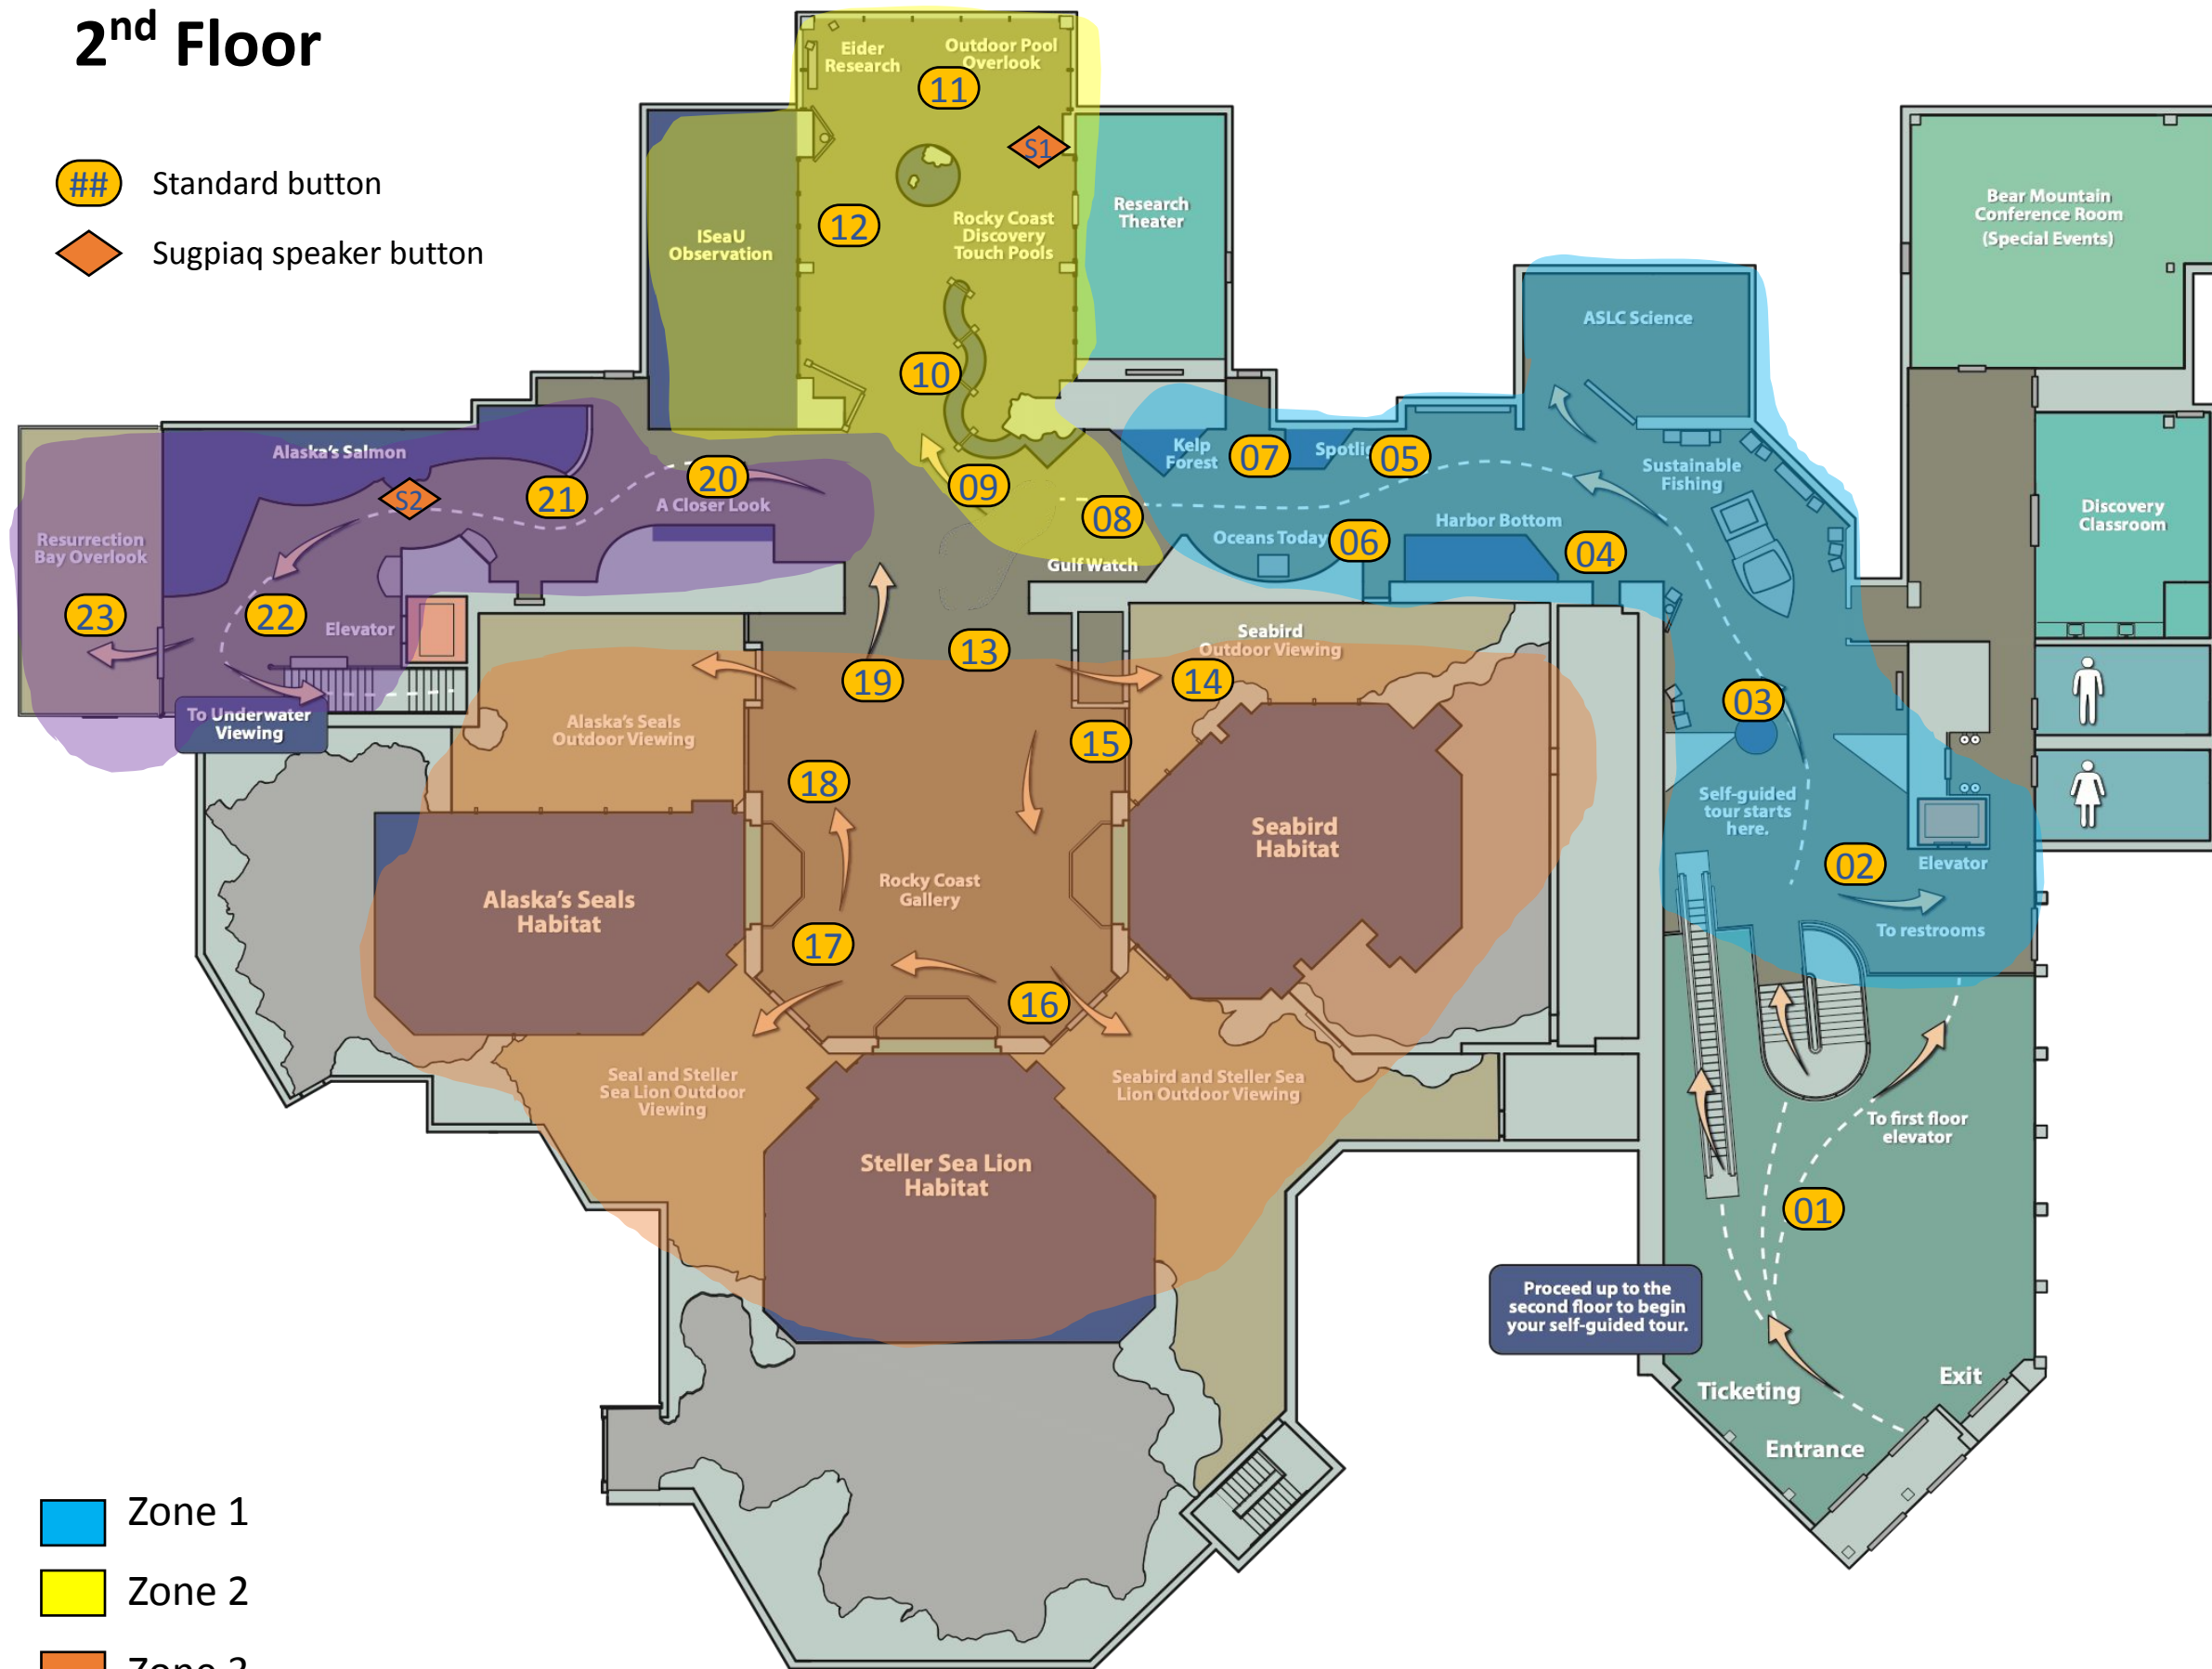 2nd Floor
## Standard button
Sugpiaq speaker button
Eider
Research
Outdoor Pool
Overlook
11
S1
12
ISeaU
Observation
Rocky Coast
Discovery
Touch Pools
Research
Theater
10
09
08
Gulf Watch
Bear Mountain
Conference Room
(Special Events)
Discovery
Classroom
ASLC Science
Sustainable
Fishing
Kelp
Forest
07
05
Oceans Today
06
Harbor Bottom
04
03
Self-guided
tour starts
here.
02
Elevator
To restrooms
Alaska's Salmon
S2
21
20
A Closer Look
Resurrection
Bay Overlook
23
22
Elevator
To Underwater
Viewing
13
19
14
15
18
17
16
Seabird
Outdoor Viewing
Alaska's Seals
Outdoor Viewing
Seabird
Habitat
Rocky Coast
Gallery
Alaska's Seals
Habitat
Seal and Steller
Sea Lion Outdoor
Viewing
Seabird and Steller Sea
Lion Outdoor Viewing
Steller Sea Lion
Habitat
To first floor
elevator
01
Proceed up to the
second floor to begin
your self-guided tour.
Ticketing
Exit
Entrance
Zone 1
Zone 2